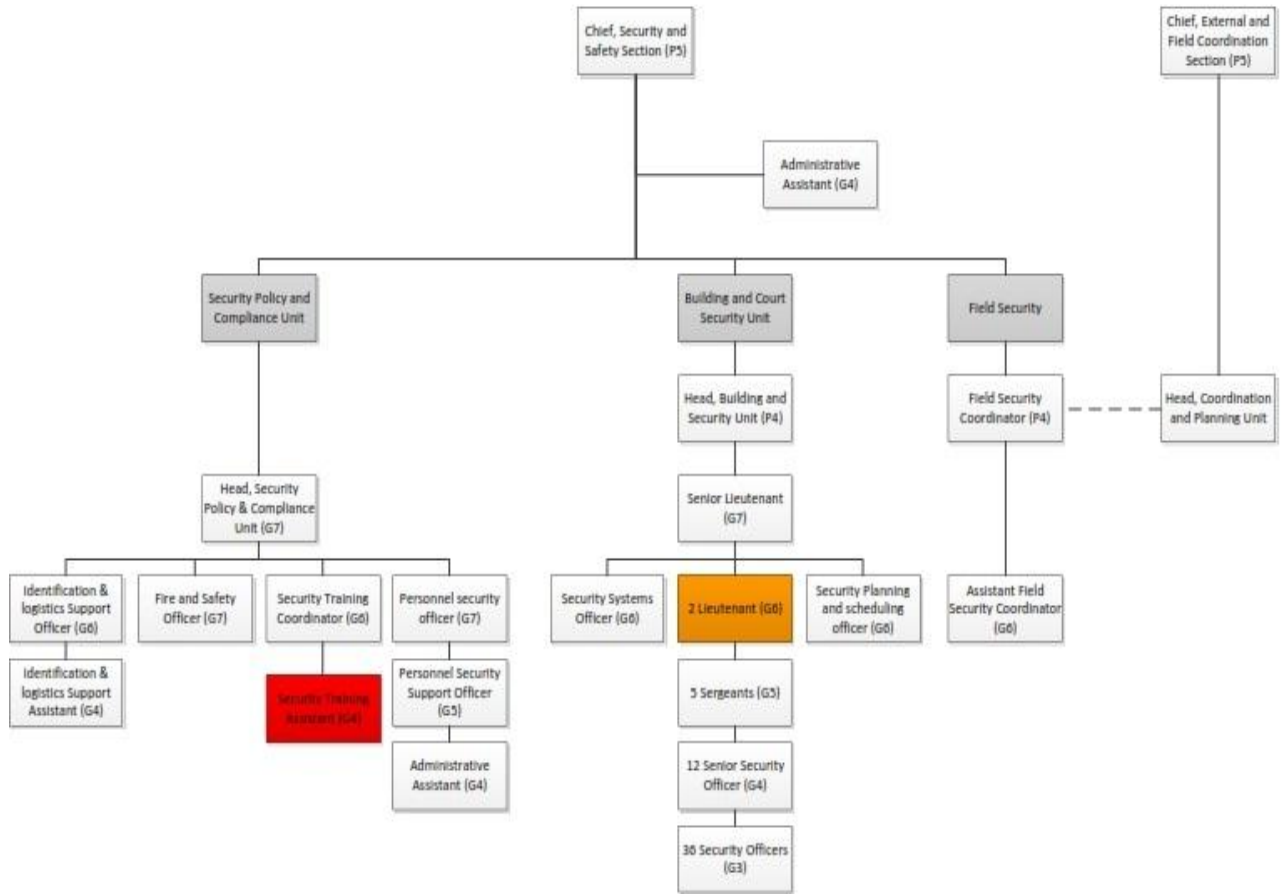 Chief, Security and
Safety Section (P5)
Chief, External and
Field Coordination
Section (P5)
Administrative
Assistant (G4)
Security Policy and
Compliance Unit
Building and Court
Security Unit
Field Security
Head, Building and
Security Unit (P4)
Field Security
Coordinator (P4)
Head, Coordination
and Planning Unit
Head, Security
Policy & Compliance
Unit (G7)
Senior Lieutenant
(G7)
Identification &
logistics Support
Officer (G6)
Fire and Safety
Officer (G7)
Security Training
Coordinator (G6)
Personnel security
officer (G7)
Security Systems
Officer (G6)
2 Lieutenant (G6)
Security Planning
and scheduling
officer (G6)
Assistant Field
Security Coordinator
(G6)
Identification &
logistics Support
Assistant (G4)
Security Training
Assistant (G4)
Personnel Security
Support Officer
(G5)
5 Sergeants (G5)
Administrative
Assistant (G4)
12 Senior Security
Officer (G4)
36 Security Officers
(G3)